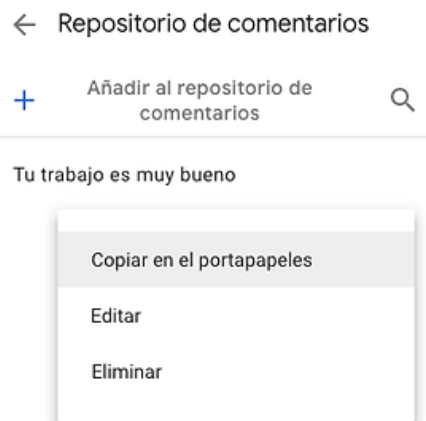 Repositorio de comentarios
Añadir al repositorio de
comentarios
Tu trabajo es muy bueno
Copiar en el portapapeles
Editar
Eliminar